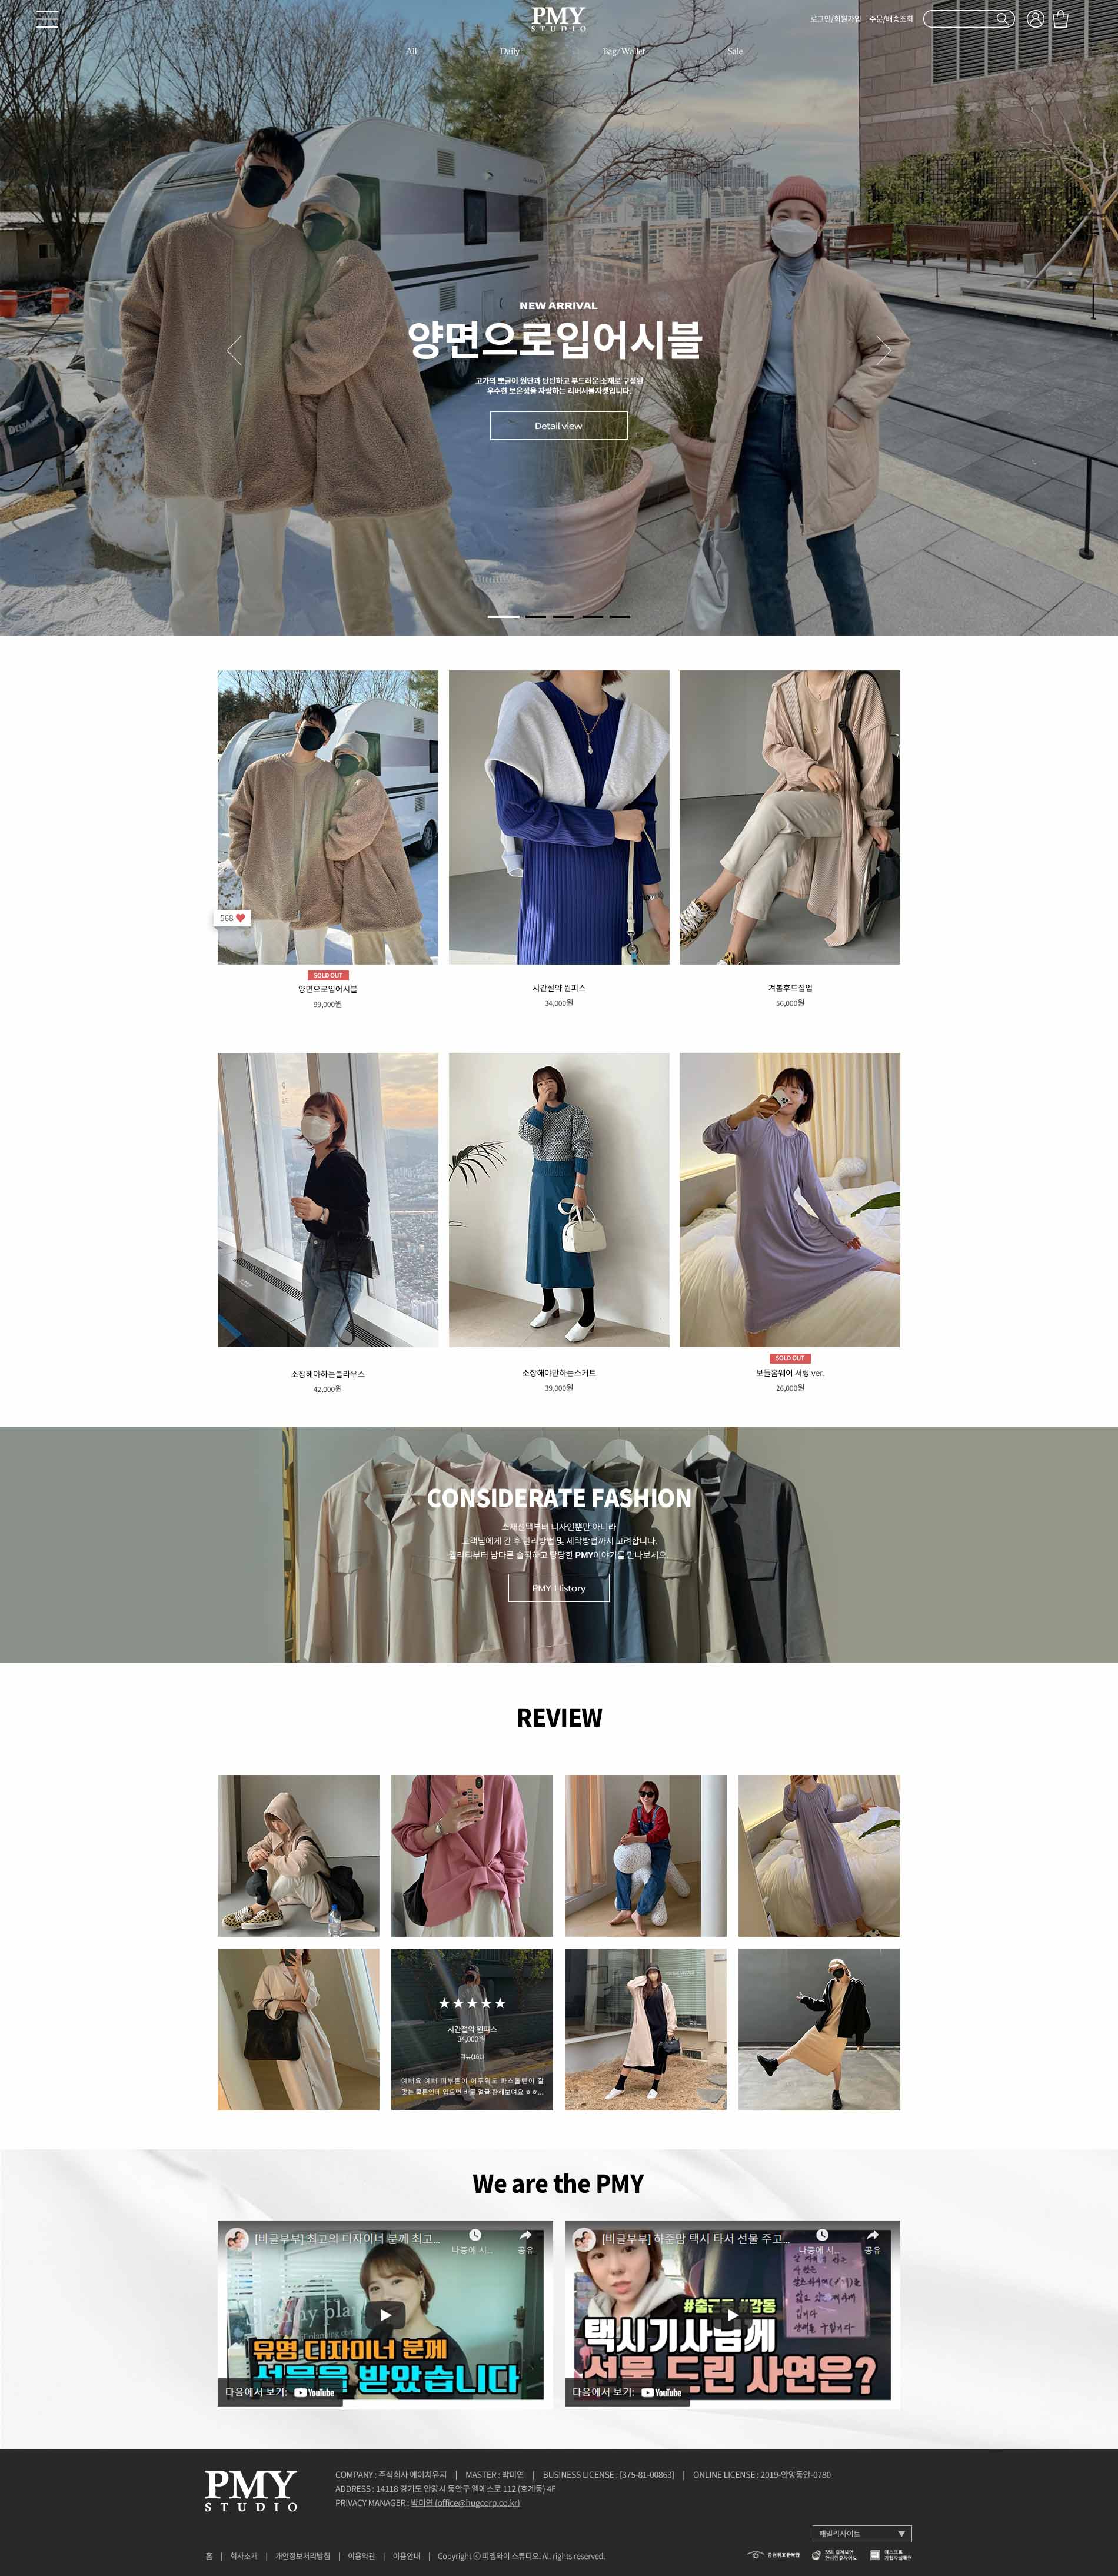 PMY
STUDIO
로그인/회원가입 주문/배송조회
All Daily Bag/Wallet Sale
NEW ARRIVAL
양면으로입어시블
고가의 뽀글이 원단과 탄탄하고 부드러운 소재로 구성된
우수한 보온성을 자랑하는 리버서블자켓입니다.
Detail view
568
SOLD OUT
양면으로입어시블
99,000원
시간절약 원피스
34,000원
겨봄후드집업
56,000원
소장해야하는블라우스
42,000원
소장해야만하는스커트
39,000원
SOLD OUT
보들홈웨어 셔링 ver.
26,000원
CONSIDERATE FASHION
소재선택부터 디자인뿐만 아니라
고객님에게 간 후 관리방법 및 세탁방법까지 고려합니다.
퀄리티부터 남다른 솔직하고 당당한 PMY이야기를 만나보세요.
PMY History
REVIEW
★★★★★
시간절약 원피스
34,000원
리뷰(161)
예뻐요 예뻐 피부톤이 어두워도 파스톨텐이 잘
맞는 쿨톤인데 입으면 바로 얼굴 환해보여요 ㅎㅎ...
We are the PMY
[비글부부] 최고의 디자이너 분께 최고...
나중에 시...
공유
유명 디자이너 분께
선물을 받았습니다
다음에서 보기: YouTube
[비글부부] 하준맘 택시 타서 선물 주고...
나중에 시...
공유
#감동
택시기사님께
선물 드린 사연은?
다음에서 보기: YouTube
PMY
STUDIO
COMPANY : 주식회사 에이치유지 | MASTER : 박미연 | BUSINESS LICENSE : [375-81-00863] | ONLINE LICENSE : 2019-안양동안-0780
ADDRESS : 14118 경기도 안양시 동안구 엘에스로 112 (호계동) 4F
PRIVACY MANAGER : 박미연 (office@hugcorp.co.kr)
패밀리사이트
홈 | 회사소개 | 개인정보처리방침 | 이용약관 | 이용안내 | Copyright ⓒ 피엠와이 스튜디오. All rights reserved.